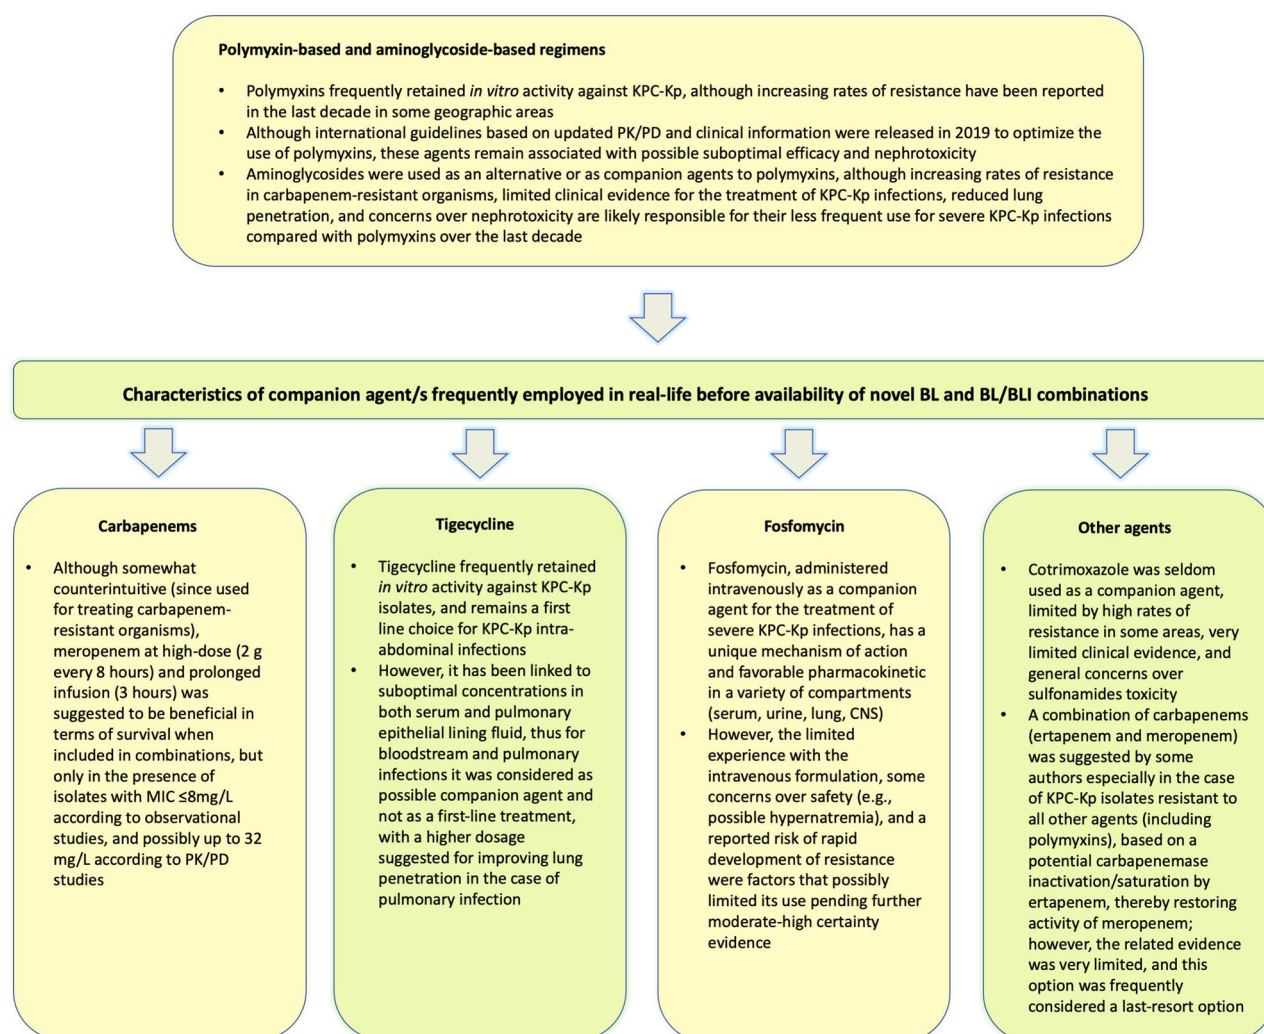 Polymyxin-based and aminoglycoside-based regimens
• Polymyxins frequently retained in vitro activity against KPC-Kp, although increasing rates of resistance have been reported
in the last decade in some geographic areas
• Although international guidelines based on updated PK/PD and clinical information were released in 2019 to optimize the
use of polymyxins, these agents remain associated with possible suboptimal efficacy and nephrotoxicity
• Aminoglycosides were used as an alternative or as companion agents to polymyxins, although increasing rates of resistance
in carbapenem-resistant organisms, limited clinical evidence for the treatment of KPC-Kp infections, reduced lung
penetration, and concerns over nephrotoxicity are likely responsible for their less frequent use for severe KPC-Kp infections
compared with polymyxins over the last decade
Characteristics of companion agent/s frequently employed in real-life before availability of novel BL and BL/BLI combinations
Carbapenems
• Although somewhat
counterintuitive (since used
for treating carbapenem-
resistant organisms),
meropenem at high-dose (2 g
every 8 hours) and prolonged
infusion (3 hours) was
suggested to be beneficial in
terms of survival when
included in combinations, but
only in the presence of
isolates with MIC ≤8mg/L
according to observational
studies, and possibly up to 32
mg/L according to PK/PD
studies
Tigecycline
• Tigecycline frequently retained
in vitro activity against KPC-Kp
isolates, and remains a first
line choice for KPC-Kp intra-
abdominal infections
• However, it has been linked to
suboptimal concentrations in
both serum and pulmonary
epithelial lining fluid, thus for
bloodstream and pulmonary
infections it was considered as
possible companion agent and
not as a first-line treatment,
with a higher dosage
suggested for improving lung
penetration in the case of
pulmonary infection
Fosfomycin
• Fosfomycin, administered
intravenously as a companion
agent for the treatment of
severe KPC-Kp infections, has a
unique mechanism of action
and favorable pharmacokinetic
in a variety of compartments
(serum, urine, lung, CNS)
• However, the limited
experience with the
intravenous formulation, some
concerns over safety (e.g.,
possible hypernatremia), and a
reported risk of rapid
development of resistance
were factors that possibly
limited its use pending further
moderate-high certainty
evidence
Other agents
• Cotrimoxazole was seldom
used as a companion agent,
limited by high rates of
resistance in some areas, very
limited clinical evidence, and
general concerns over
sulfonamides toxicity
• A combination of carbapenems
(ertapenem and meropenem)
was suggested by some
authors especially in the case
of KPC-Kp isolates resistant to
all other agents (including
polymyxins), based on a
potential carbapenemase
inactivation/saturation by
ertapenem, thereby restoring
activity of meropenem;
however, the related evidence
was very limited, and this
option was frequently
considered a last-resort option